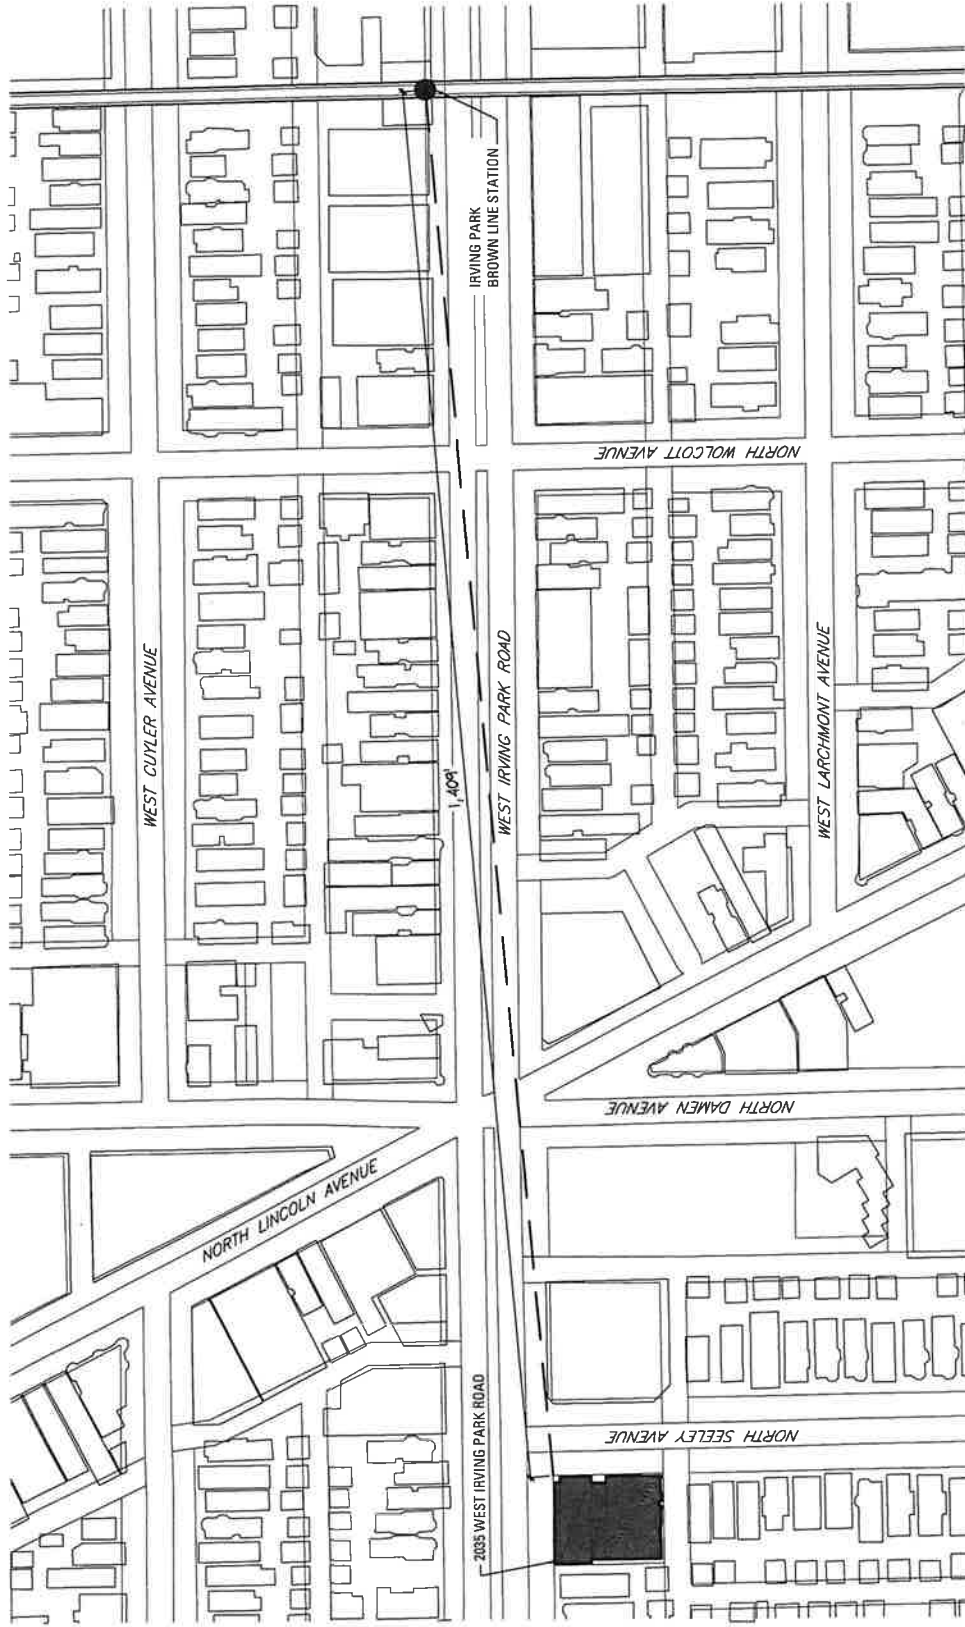 IRVING PARK
BROWN LINE STATION
NORTH WOLCOTT AVENUE
WEST CUYLER AVENUE
WEST IRVING PARK ROAD
WEST LARCHMONT AVENUE
1,409'
NORTH DAMEN AVENUE
NORTH LINCOLN AVENUE
2035 WEST IRVING PARK ROAD
NORTH SEELEY AVENUE